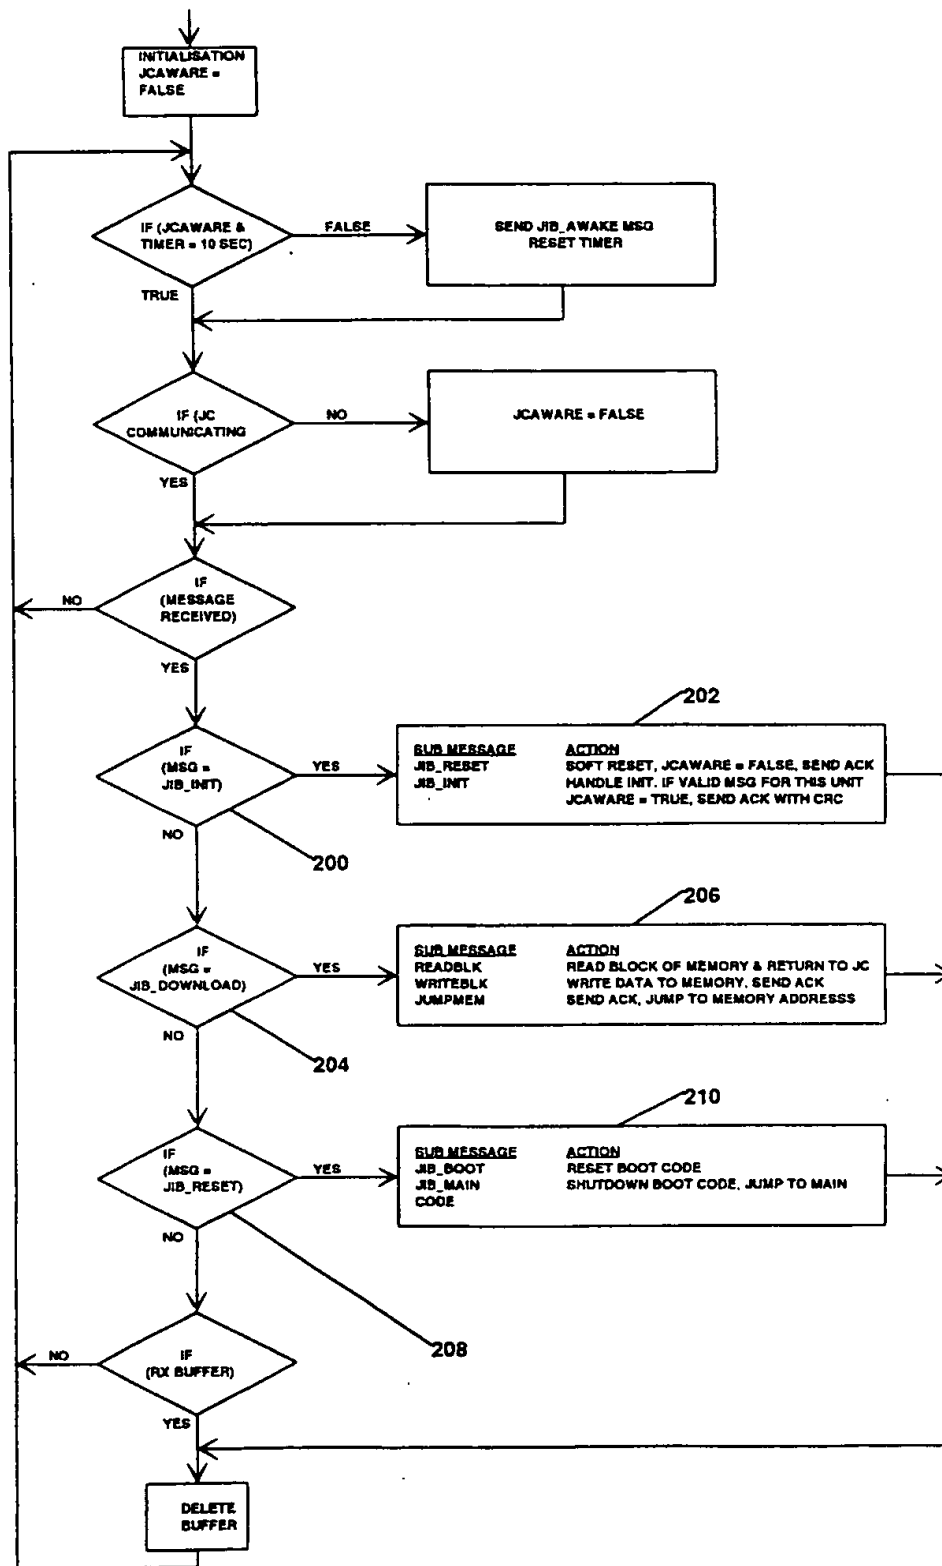 INITIALISATION
JCAWARE =
FALSE
IF (JCAWARE &
TIMER = 10 SEC)
FALSE
SEND JIB_AWAKE MSG
RESET TIMER
TRUE
IF (JC
COMMUNICATING
NO
JCAWARE = FALSE
YES
IF
(MESSAGE
RECEIVED)
NO
YES
202
IF
(MSG =
JIB_INIT)
YES
SUB MESSAGE ACTION
JIB_RESET SOFT RESET, JCAWARE = FALSE, SEND ACK
JIB_INIT HANDLE INIT. IF VALID MSG FOR THIS UNIT
JCAWARE = TRUE, SEND ACK WITH CRC
NO
200
206
IF
(MSG =
JIB_DOWNLOAD)
YES
SUB MESSAGE ACTION
READBLK READ BLOCK OF MEMORY & RETURN TO JC
WRITEBLK WRITE DATA TO MEMORY, SEND ACK
JUMPMEM SEND ACK, JUMP TO MEMORY ADDRESSS
NO
204
210
IF
(MSG =
JIB_RESET)
YES
SUB MESSAGE ACTION
JIB_BOOT RESET BOOT CODE
JIB_MAIN SHUTDOWN BOOT CODE, JUMP TO MAIN
CODE
NO
208
IF
(RX BUFFER)
NO
YES
DELETE
BUFFER